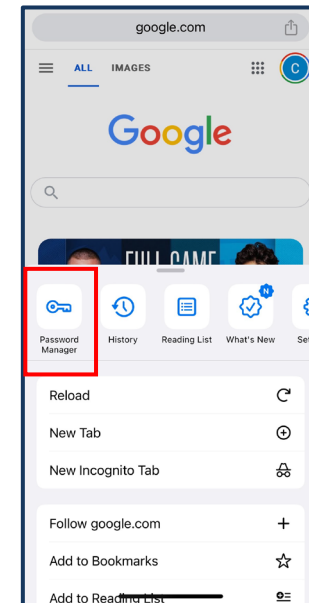 google.com
ALL IMAGES
C
Google
FULL GAME
N
Password
Manager
History
Reading List
What's New
Set
Reload
New Tab
New Incognito Tab
Follow google.com
Add to Bookmarks
Add to Reading List